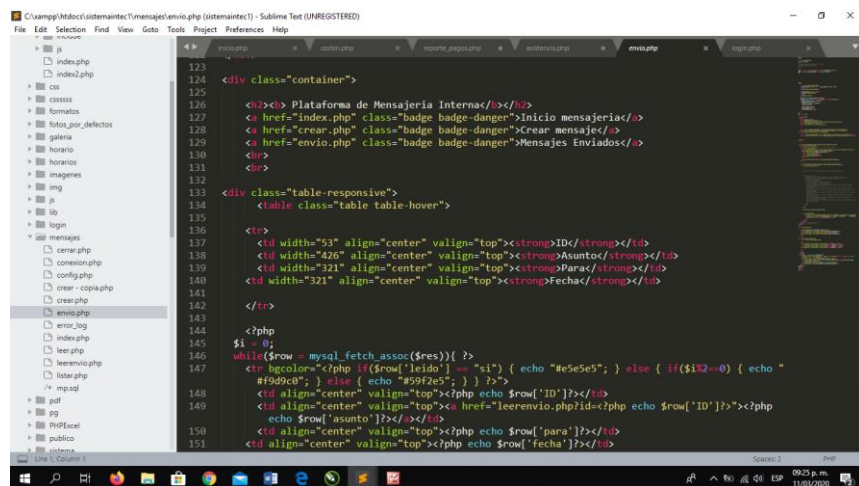 C:\xampp\htdocs\sistemaintec1\mensajes\envio.php (sistemaintec1) - Sublime Text (UNREGISTERED)
File Edit Selection Find View Goto Tools Project Preferences Help
include
js
index.php
index2.php
css
formatos
fotos_por_defectos
galeria
horario
horarios
imagenes
img
js
lib
login
mensajes
cerrar.php
conexion.php
config.php
crear - copia.php
crear.php
envio.php
error_log
index.php
leer.php
leerenvio.php
listar.php
mp.sql
pdf
pg
PHPExcel
publico
sistema
inicio.php
reporte_pagos.php
asistencia.php
envio.php
login.php
123
124 <div class="container">
125
126 <h2><b> Plataforma de Mensajeria Interna</b></h2>
127 <a href="index.php" class="badge badge-danger">Inicio mensajeria</a>
128 <a href="crear.php" class="badge badge-danger">Crear mensaje</a>
129 <a href="envio.php" class="badge badge-danger">Mensajes Enviados</a>
130 <br>
131 <br>
132
133 <div class="table-responsive">
134 <table class="table table-hover">
135
136 <tr>
137 <td width="53" align="center" valign="top"><strong>ID</strong></td>
138 <td width="426" align="center" valign="top"><strong>Asunto</strong></td>
139 <td width="321" align="center" valign="top"><strong>Para</strong></td>
140 <td width="321" align="center" valign="top"><strong>Fecha</strong></td>
141
142 </tr>
143
144 <?php
145 $i = 0;
146 while($row = mysql_fetch_assoc($res)){ ?>
147 <tr bgcolor="<?php if($row['leido'] == "si") { echo "#e5e5e5"; } else { if($i%2==0) { echo "
#f9d9c0"; } else { echo "#59f2e5"; } } ?>">
148 <td align="center" valign="top"><?php echo $row['ID']?></td>
149 <td align="center" valign="top"><a href="leerenvio.php?id=<?php echo $row['ID']?>"><?php
echo $row['asunto']?></a></td>
150 <td align="center" valign="top"><?php echo $row['para']?></td>
151 <td align="center" valign="top"><?php echo $row['fecha']?></td>
Line 1, Column 1
Spaces: 2
PHP
ESP
09:25 p. m.
11/03/2020